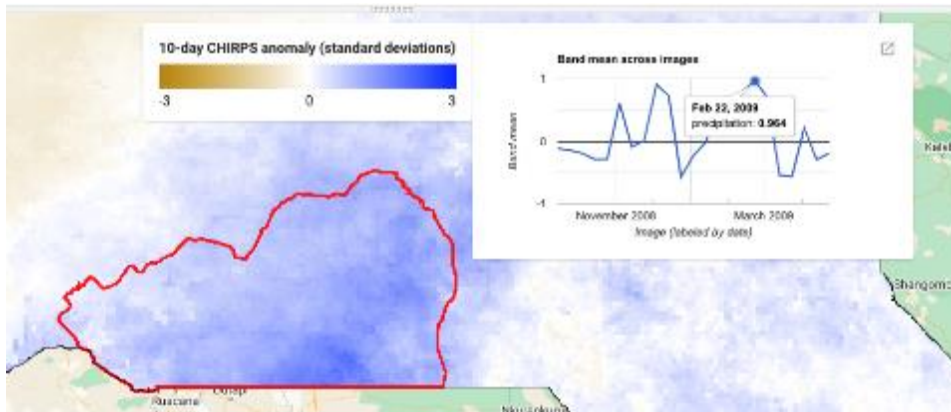 10-day CHIRPS anomaly (standard deviations)
-3 0 3
Band mean across images
1
Feb 22, 2009
precipitation: 0.964
Band mean
0
-1
November 2008 March 2009
Image (labeled by date)
Shangomb
Ruacana